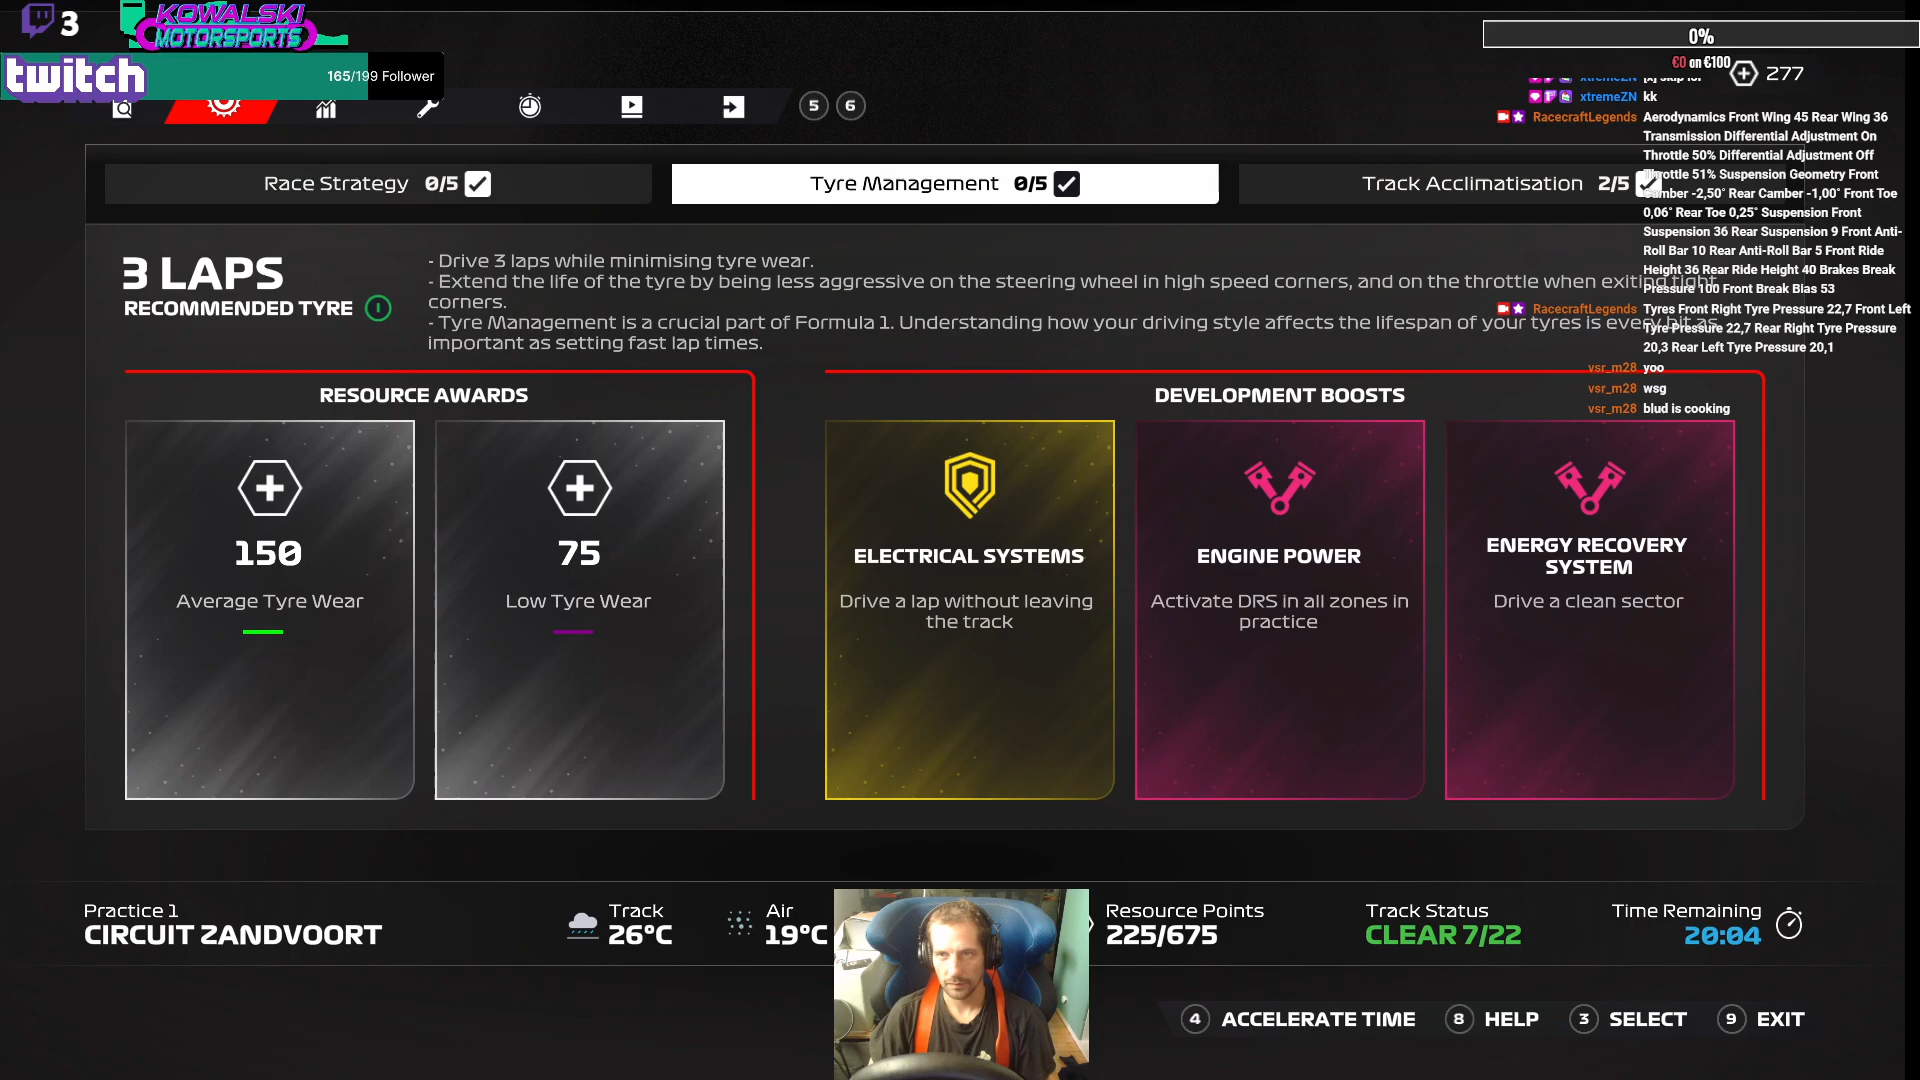 3
KOWALSKI
MOTORSPORTS
twitch
165/199 Follower
0%
€0 on €100
277
xtremeZN
xtremeZN kk
5 6
RacecraftLegends Aerodynamics Front Wing 45 Rear Wing 36
Transmission Differential Adjustment On
Throttle 50% Differential Adjustment Off
Throttle 51% Suspension Geometry Front
Camber -2,50° Rear Camber -1,00° Front Toe
0,06° Rear Toe 0,25° Suspension Front
Suspension 36 Rear Suspension 9 Front Anti-
Roll Bar 10 Rear Anti-Roll Bar 5 Front Ride
Height 36 Rear Ride Height 40 Brakes Break
Pressure 100 Front Break Bias 53
RacecraftLegends Tyres Front Right Tyre Pressure 22,7 Front Left
Tyre Pressure 22,7 Rear Right Tyre Pressure
20,3 Rear Left Tyre Pressure 20,1
vsr_m28 yoo
vsr_m28 wsg
vsr_m28 blud is cooking
Race Strategy 0/5
Tyre Management 0/5
Track Acclimatisation 2/5
3 LAPS
RECOMMENDED TYRE I
- Drive 3 laps while minimising tyre wear.
- Extend the life of the tyre by being less aggressive on the steering wheel in high speed corners, and on the throttle when exiting tight
corners.
- Tyre Management is a crucial part of Formula 1. Understanding how your driving style affects the lifespan of your tyres is every bit as
important as setting fast lap times.
RESOURCE AWARDS
150
Average Tyre Wear
75
Low Tyre Wear
DEVELOPMENT BOOSTS
ELECTRICAL SYSTEMS
Drive a lap without leaving
the track
ENGINE POWER
Activate DRS in all zones in
practice
ENERGY RECOVERY
SYSTEM
Drive a clean sector
Practice 1
CIRCUIT ZANDVOORT
Track
26°C
Air
19°C
Resource Points
225/675
Track Status
CLEAR 7/22
Time Remaining
20:04
4 ACCELERATE TIME
8 HELP
3 SELECT
9 EXIT